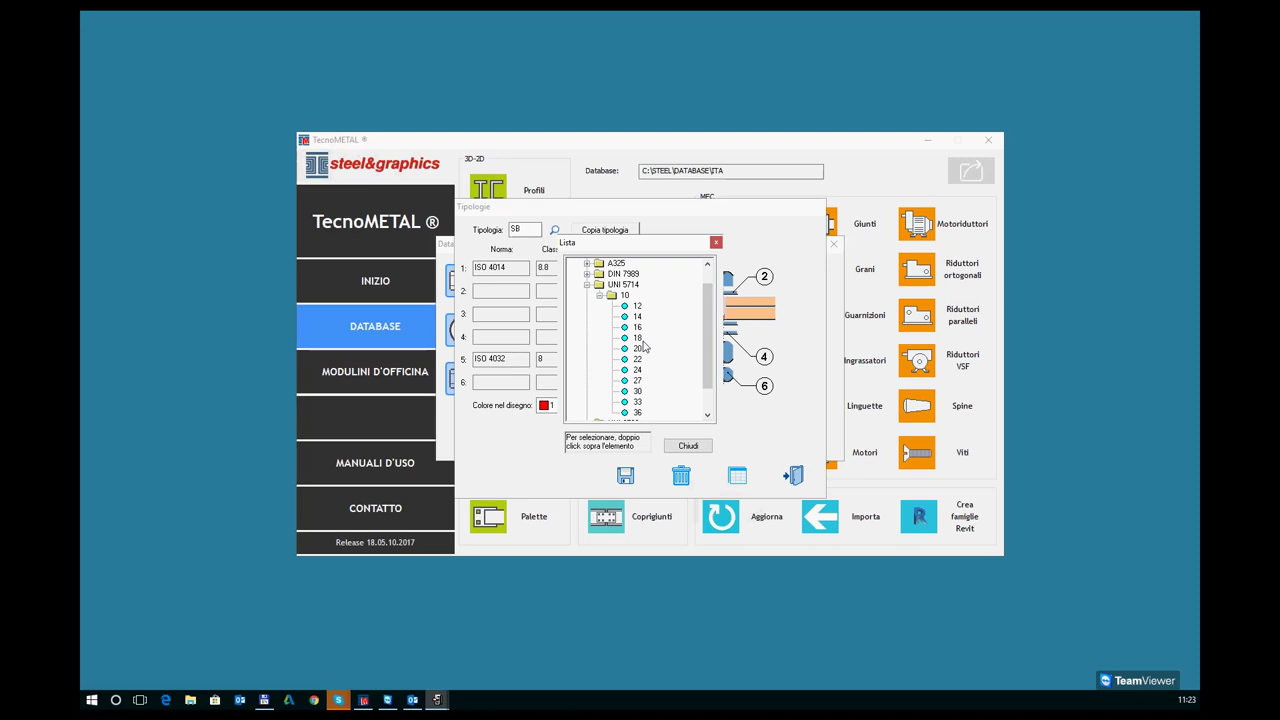 TecnoMETAL ®
steel&graphics
TecnoMETAL ®
INIZIO
DATABASE
MODULINI D'OFFICINA
MANUALI D'USO
CONTATTO
Release 18.05.10.2017
3D-2D
Profili
Database:
C:\STEEL\DATABASE\ITA
MEC
Tipologie
Tipologia:
SB
Copia tipologia
Norma:
1:
ISO 4014
8.8
2:
3:
4:
5:
ISO 4032
8
6:
Colore nel disegno:
1
Lista
A325
DIN 7989
UNI 5714
10
12
14
16
18
20
22
24
27
30
33
36
Per selezionare, doppio
click sopra l'elemento
Chiudi
2
4
6
Giunti
Motoriduttori
Grani
Riduttori
ortogonali
Guarnizioni
Riduttori
paralleli
Ingrassatori
Riduttori
VSF
Linguette
Spine
Motori
Viti
Palette
Coprigiunti
Aggiorna
Importa
Crea
famiglie
Revit
TeamViewer
11:23